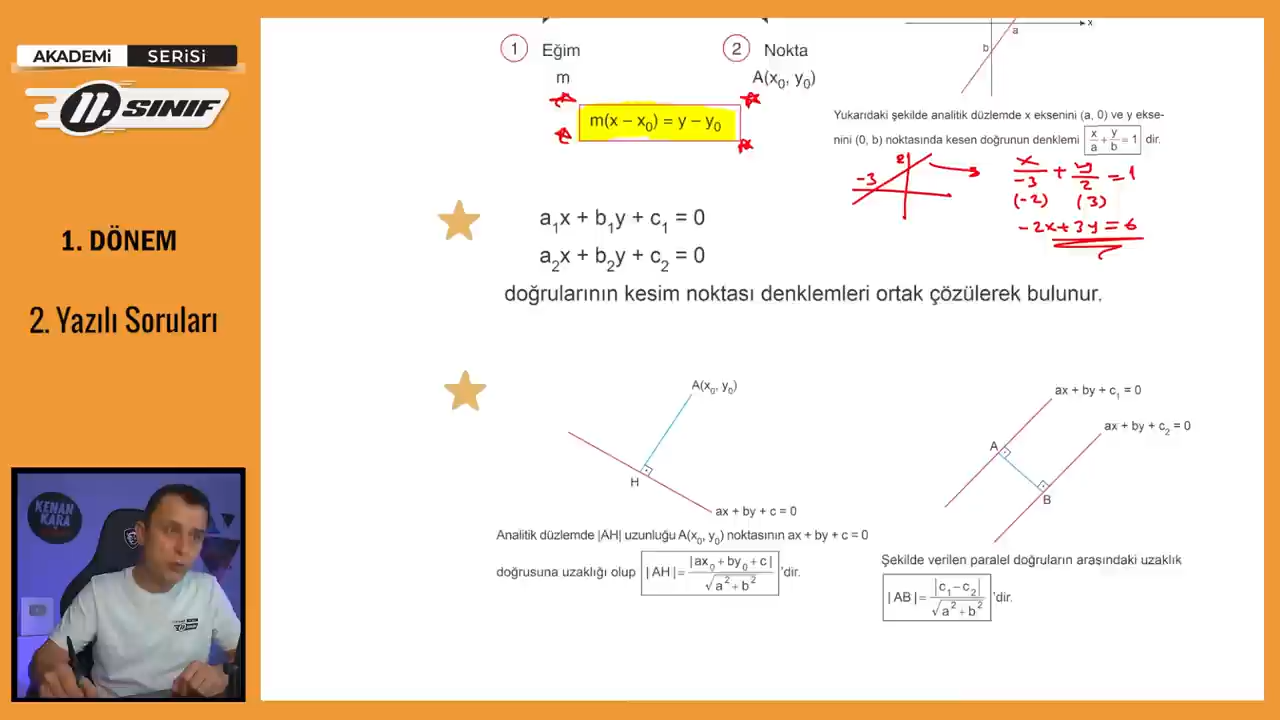 AKADEMİ SERİSİ
11. SINIF
1. DÖNEM
2. Yazılı Soruları
KENAN KARA
1 Eğim
m
2 Nokta
A(x₀, y₀)
m(x – x₀) = y – y₀
x
a
b
Yukarıdaki şekilde analitik düzlemde x eksenini (a, 0) ve y ekse-
nini (0, b) noktasında kesen doğrunun denklemi x/a + y/b = 1 dir.
-3
2
x/-3 + y/2 = 1
(-2) (3)
-2x+3y=6
a₁x + b₁y + c₁ = 0
a₂x + b₂y + c₂ = 0
doğrularının kesim noktası denklemleri ortak çözülerek bulunur.
A(x₀, y₀)
H
ax + by + c = 0
Analitik düzlemde |AH| uzunluğu A(x₀, y₀) noktasının ax + by + c = 0
doğrusuna uzaklığı olup |AH| = |ax₀ + by₀ + c| / √a² + b² 'dir.
ax + by + c₁ = 0
ax + by + c₂ = 0
A
B
Şekilde verilen paralel doğruların arasındaki uzaklık
|AB| = |c₁ – c₂| / √a² + b² 'dir.